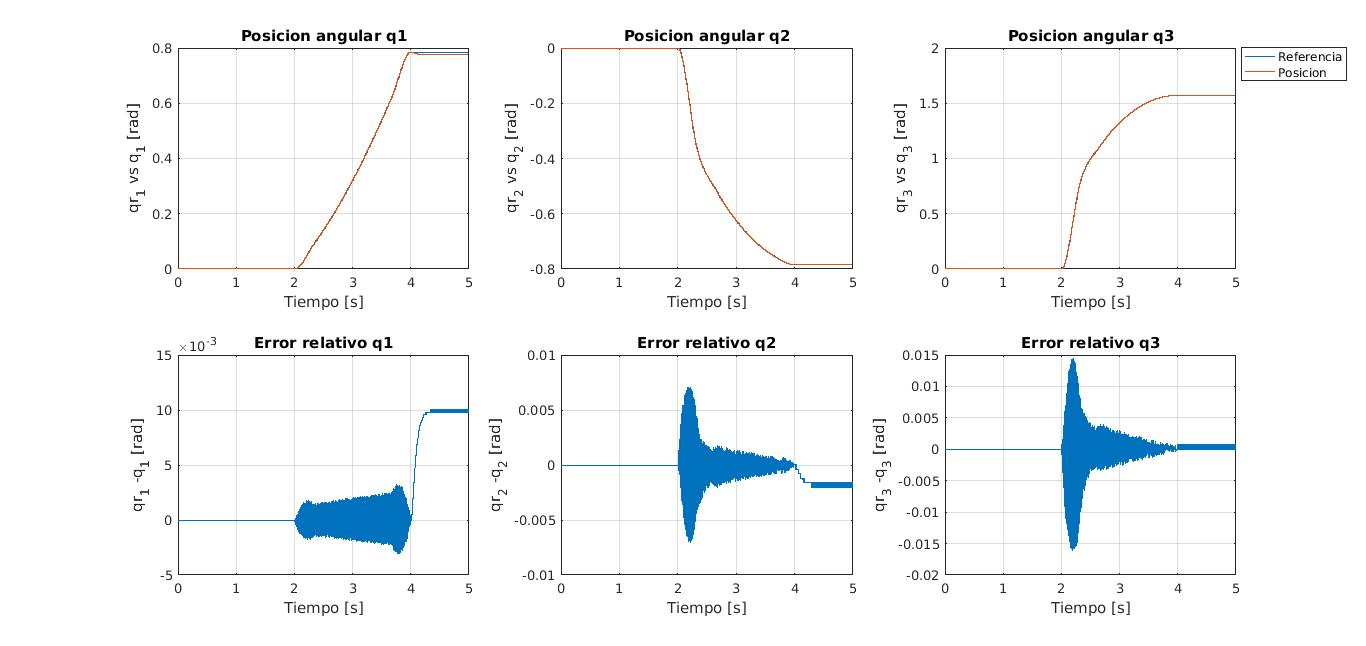 Posicion angular q1
0.8
0.6
0.4
0.2
0
qr1 vs q1 [rad]
0 1 2 3 4 5
Tiempo [s]
Posicion angular q2
0
-0.2
-0.4
-0.6
-0.8
qr2 vs q2 [rad]
0 1 2 3 4 5
Tiempo [s]
Posicion angular q3
2
1.5
1
0.5
0
qr3 vs q3 [rad]
0 1 2 3 4 5
Tiempo [s]
Referencia
Posicion
×10-3
Error relativo q1
15
10
5
0
-5
qr1 -q1 [rad]
0 1 2 3 4 5
Tiempo [s]
Error relativo q2
0.01
0.005
0
-0.005
-0.01
qr2 -q2 [rad]
0 1 2 3 4 5
Tiempo [s]
Error relativo q3
0.015
0.01
0.005
0
-0.005
-0.01
-0.015
-0.02
qr3 -q3 [rad]
0 1 2 3 4 5
Tiempo [s]